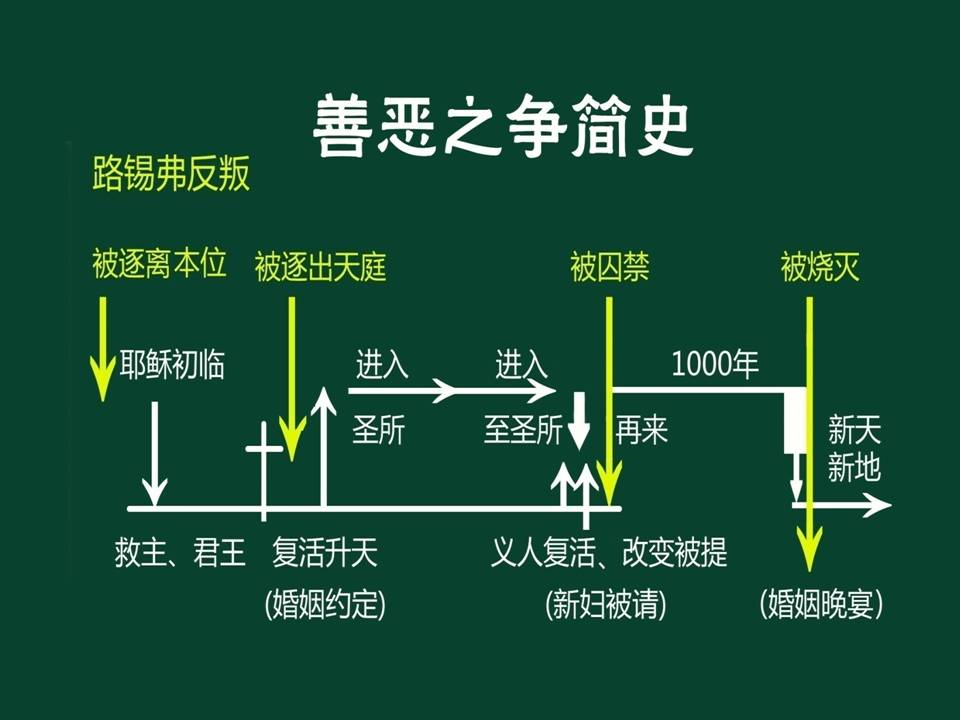 善恶之争简史
路锡弗反叛
被逐离本位
被逐出天庭
被囚禁
被烧灭
耶稣初临
进入
进入
1000年
圣所
至圣所
再来
新天
新地
救主、君王
复活升天
义人复活、改变被提
(婚姻约定)
(新妇被请)
(婚姻晚宴)